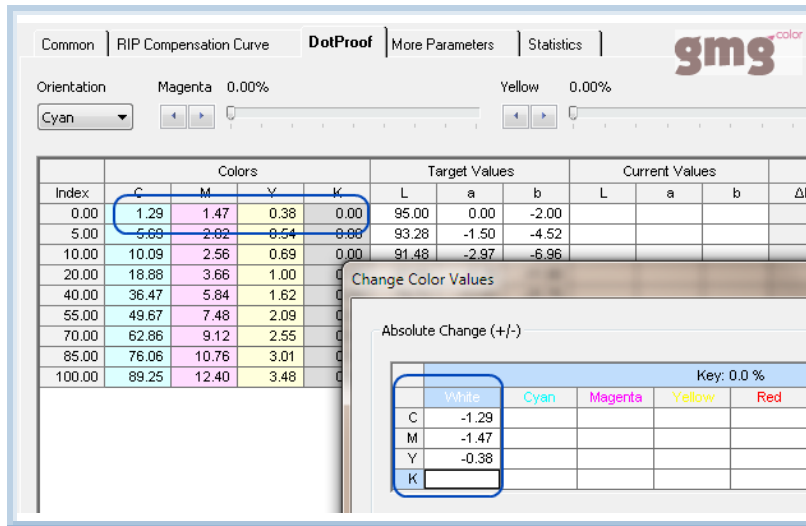 Common RIP Compensation Curve DotProof More Parameters Statistics gmg color
Orientation Magenta 0.00% Yellow 0.00%
Cyan
Colors Target Values Current Values
Index C M Y K L a b L a b
0.00 1.29 1.47 0.38 0.00 95.00 0.00 -2.00
5.00 5.69 2.02 0.54 0.00 93.28 -1.50 -4.52
10.00 10.09 2.56 0.69 0.00 91.48 -2.97 -6.96
20.00 18.88 3.66 1.00
40.00 36.47 5.84 1.62
55.00 49.67 7.48 2.09
70.00 62.86 9.12 2.55
85.00 76.06 10.76 3.01
100.00 89.25 12.40 3.48
Change Color Values
Absolute Change (+/-)
Key: 0.0 %
White Cyan Magenta Yellow Red
C -1.29
M -1.47
Y -0.38
K